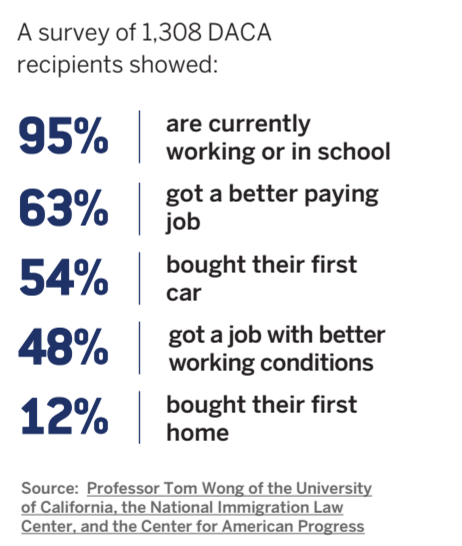 A survey of 1,308 DACA
recipients showed:
95%
are currently
working or in school
63%
got a better paying
job
54%
bought their first
car
48%
got a job with better
working conditions
12%
bought their first
home
Source: Professor Tom Wong of the University
of California, the National Immigration Law
Center, and the Center for American Progress